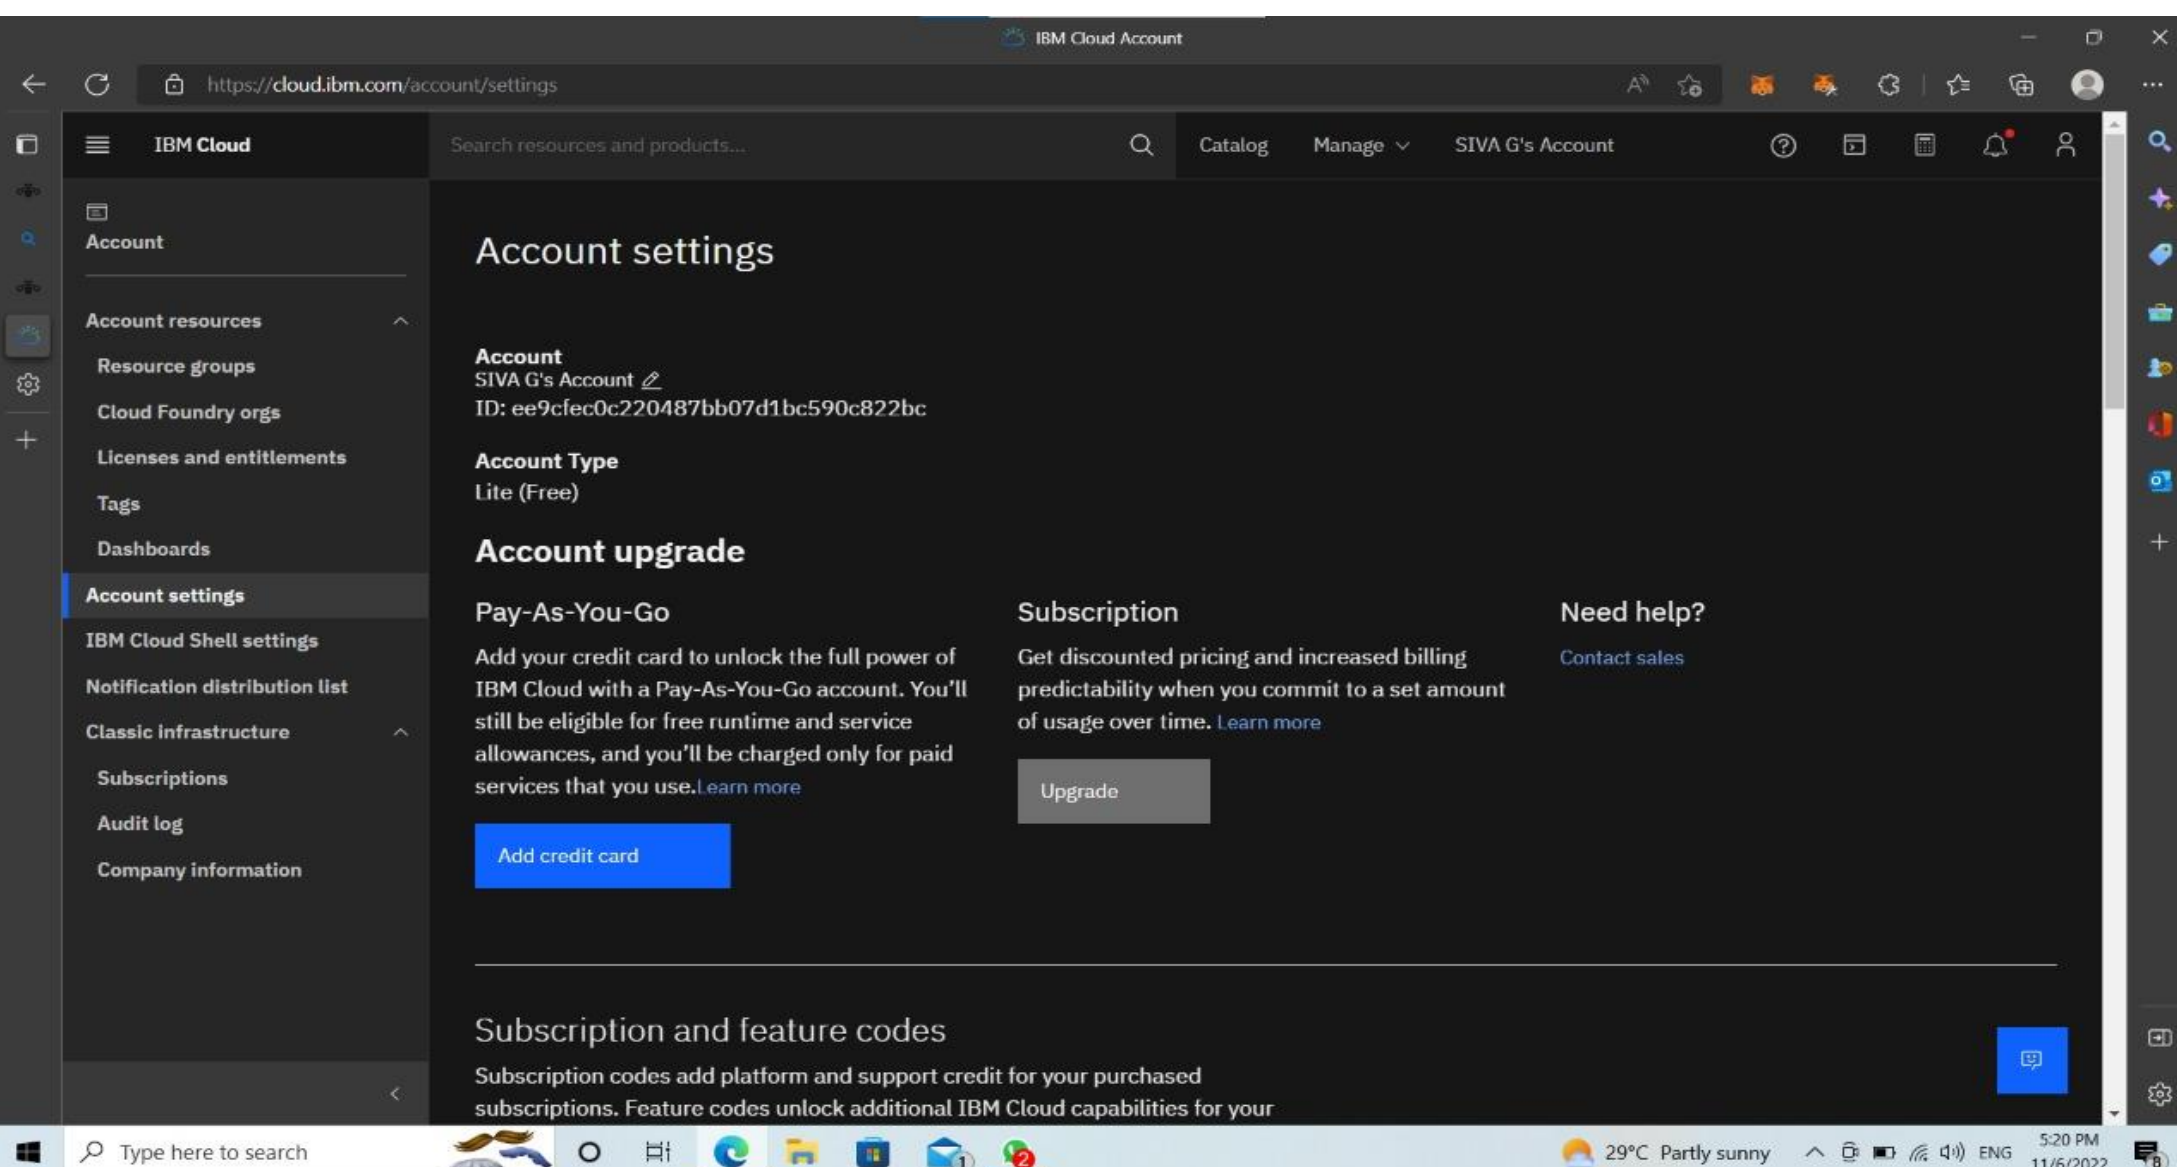 IBM Cloud Account
https://cloud.ibm.com/account/settings
IBM Cloud
Search resources and products...
Catalog
Manage
SIVA G's Account
Account
Account resources
Resource groups
Cloud Foundry orgs
Licenses and entitlements
Tags
Dashboards
Account settings
IBM Cloud Shell settings
Notification distribution list
Classic infrastructure
Subscriptions
Audit log
Company information
Account settings
Account
SIVA G's Account
ID: ee9cfec0c220487bb07d1bc590c822bc
Account Type
Lite (Free)
Account upgrade
Pay-As-You-Go
Add your credit card to unlock the full power of
IBM Cloud with a Pay-As-You-Go account. You'll
still be eligible for free runtime and service
allowances, and you'll be charged only for paid
services that you use.Learn more
Add credit card
Subscription
Get discounted pricing and increased billing
predictability when you commit to a set amount
of usage over time. Learn more
Upgrade
Need help?
Contact sales
Subscription and feature codes
Subscription codes add platform and support credit for your purchased
subscriptions. Feature codes unlock additional IBM Cloud capabilities for your
Type here to search
1
2
29°C Partly sunny
ENG
5:20 PM
11/6/2022
8